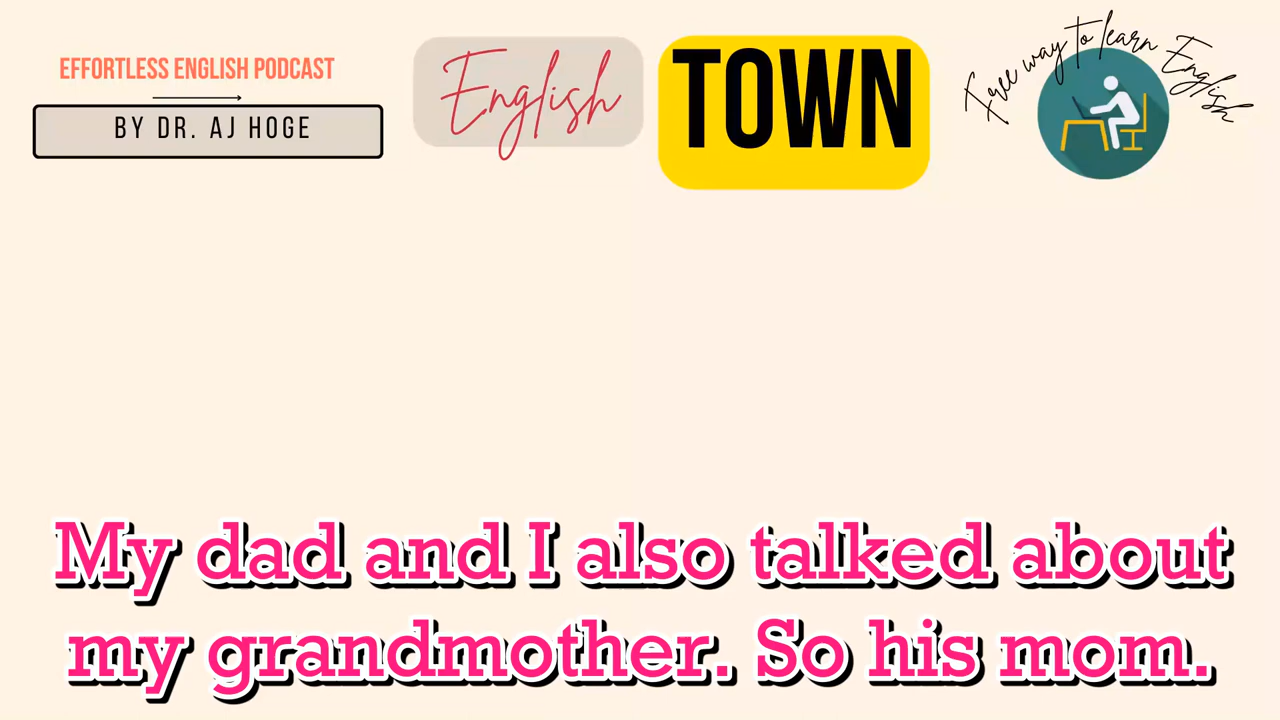 EFFORTLESS ENGLISH PODCAST
BY DR. AJ HOGE
English
TOWN
Free way to learn English
My dad and I also talked about
my grandmother. So his mom.